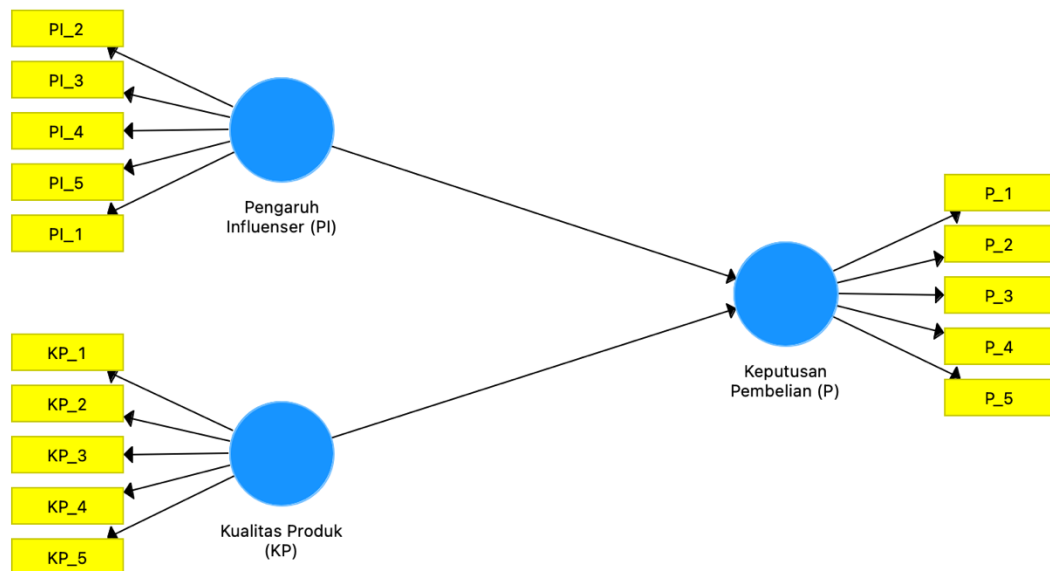 PI_2
PI_3
PI_4
PI_5
PI_1
Pengaruh
Influenser (PI)
KP_1
KP_2
KP_3
KP_4
KP_5
Kualitas Produk
(KP)
Keputusan
Pembelian (P)
P_1
P_2
P_3
P_4
P_5